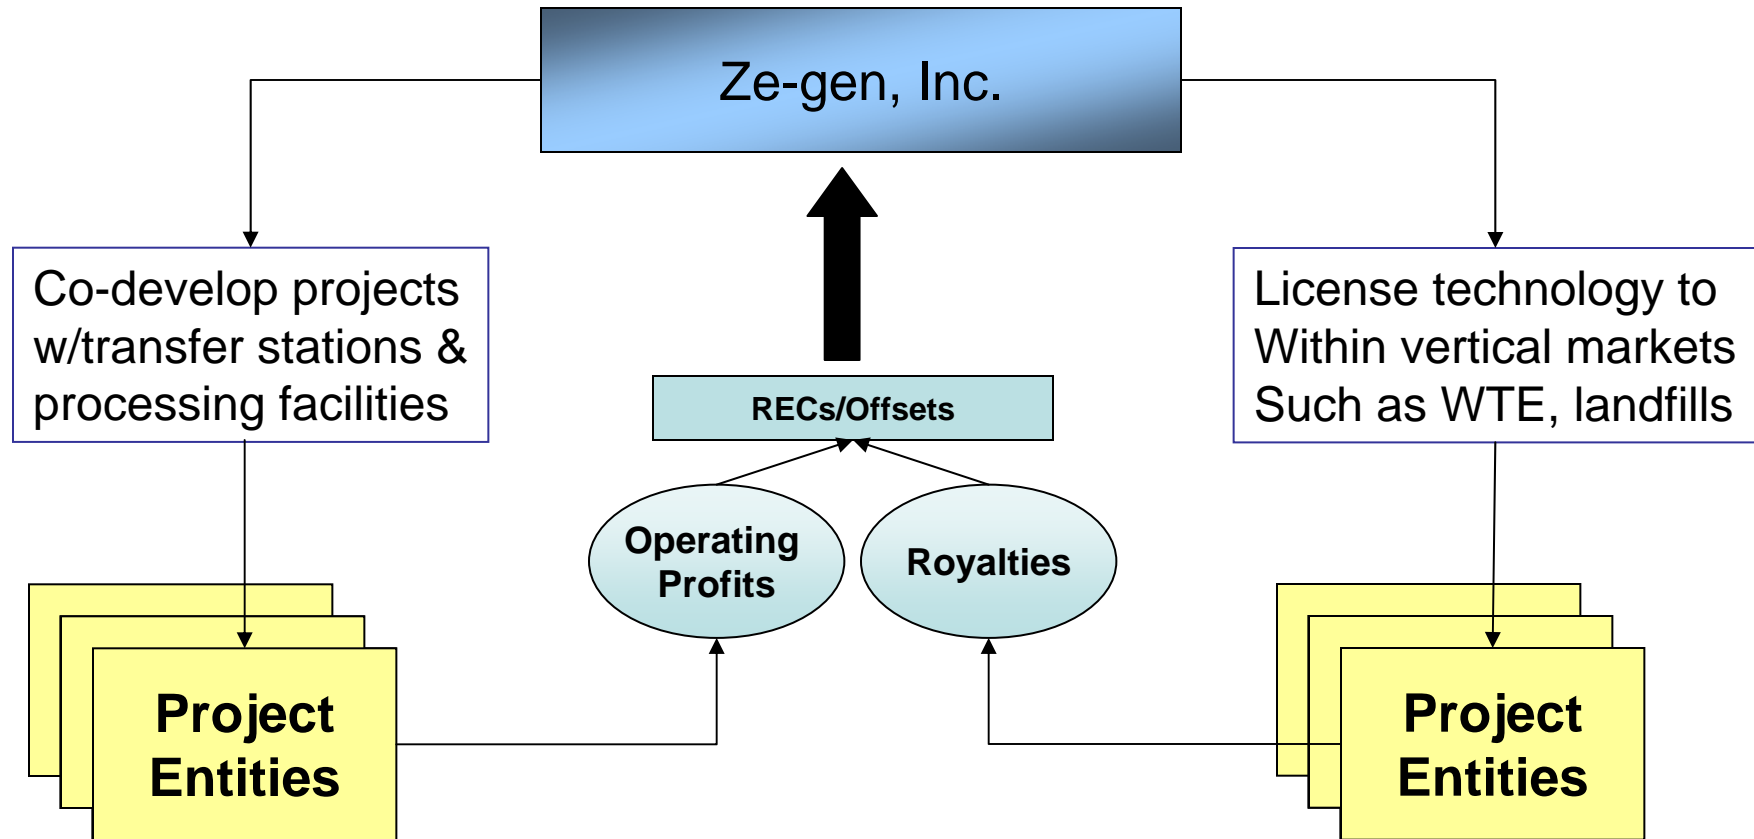 Ze-gen, Inc.
Co-develop projects
w/transfer stations &
processing facilities
License technology to
Within vertical markets
Such as WTE, landfills
RECs/Offsets
Operating
Profits
Royalties
Project
Entities
Project
Entities